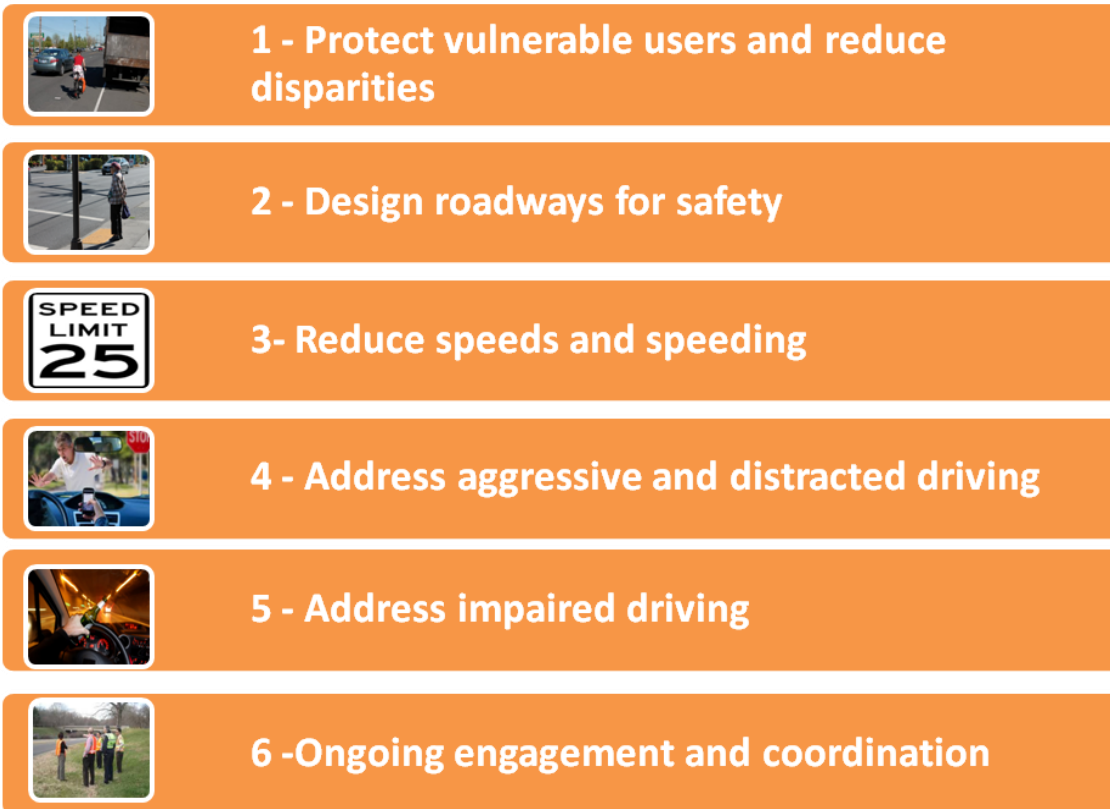 1 - Protect vulnerable users and reduce
disparities
2 - Design roadways for safety
SPEED
LIMIT
25
3- Reduce speeds and speeding
STOP
4 - Address aggressive and distracted driving
5 - Address impaired driving
6 -Ongoing engagement and coordination